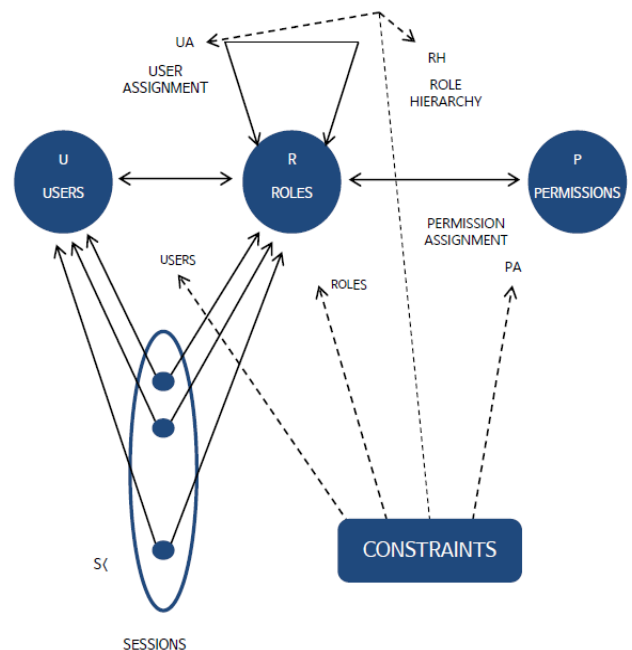 UA
USER
ASSIGNMENT
RH
ROLE
HIERARCHY
U
USERS
R
ROLES
P
PERMISSIONS
PERMISSION
ASSIGNMENT
PA
USERS
ROLES
CONSTRAINTS
S(
SESSIONS